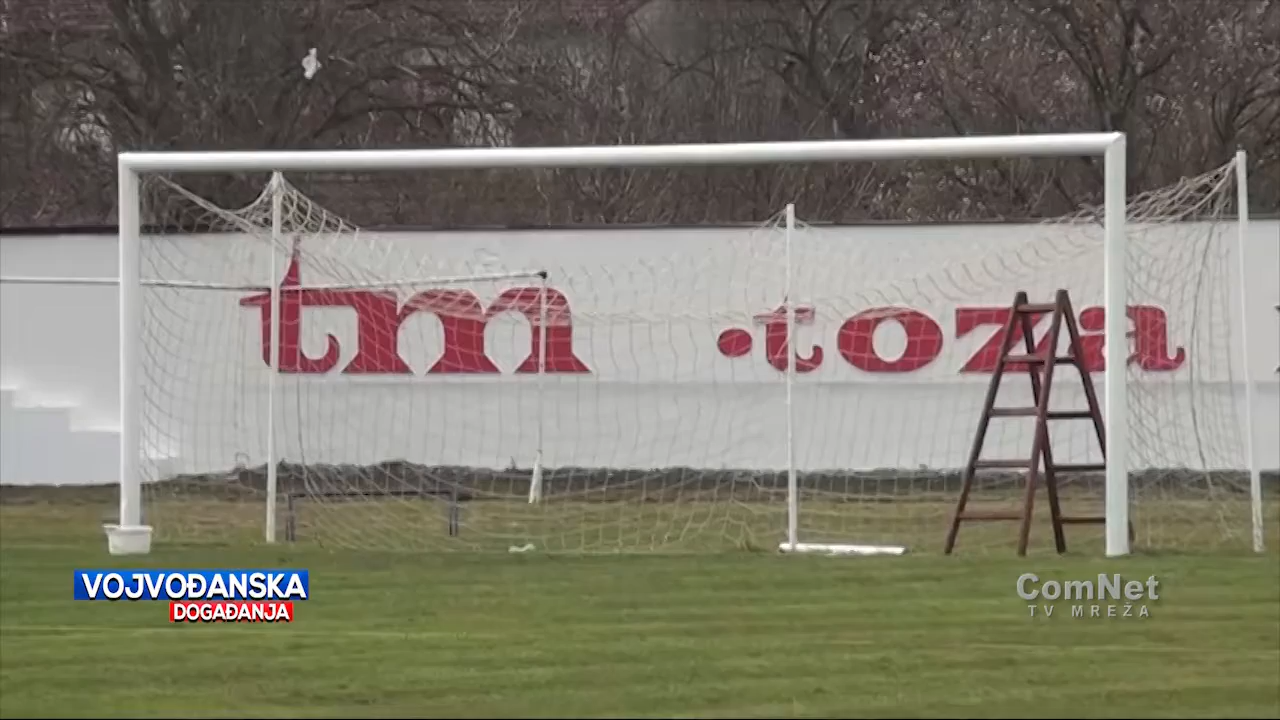 tm •toza
VOJVOĐANSKA
DOGAĐANJA
ComNet
TV MREŽA